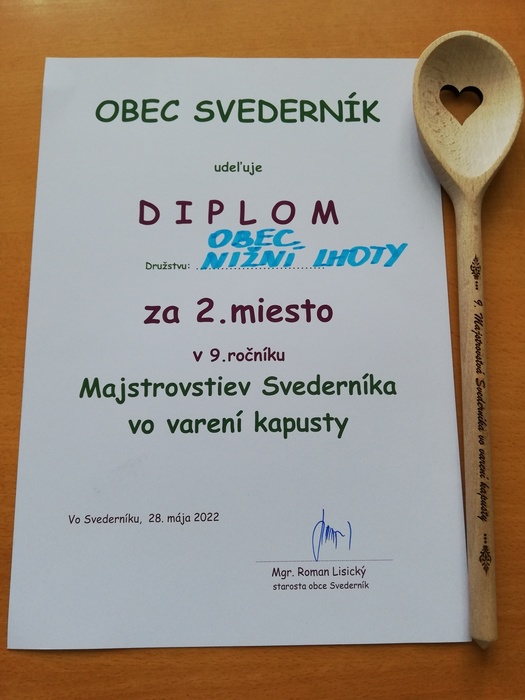 OBEC SVEDERNÍK
udeľuje
DIPLOM
OBEC
Družstvu: NIŽNÍ LHOTY
za 2.miesto
v 9.ročníku
Majstrovstiev Svederníka
vo varení kapusty
Vo Svederníku, 28. mája 2022
Mgr. Roman Lisický
starosta obce Svederník
... 9. Majstrovstvá Svederníka vo varení kapusty ...